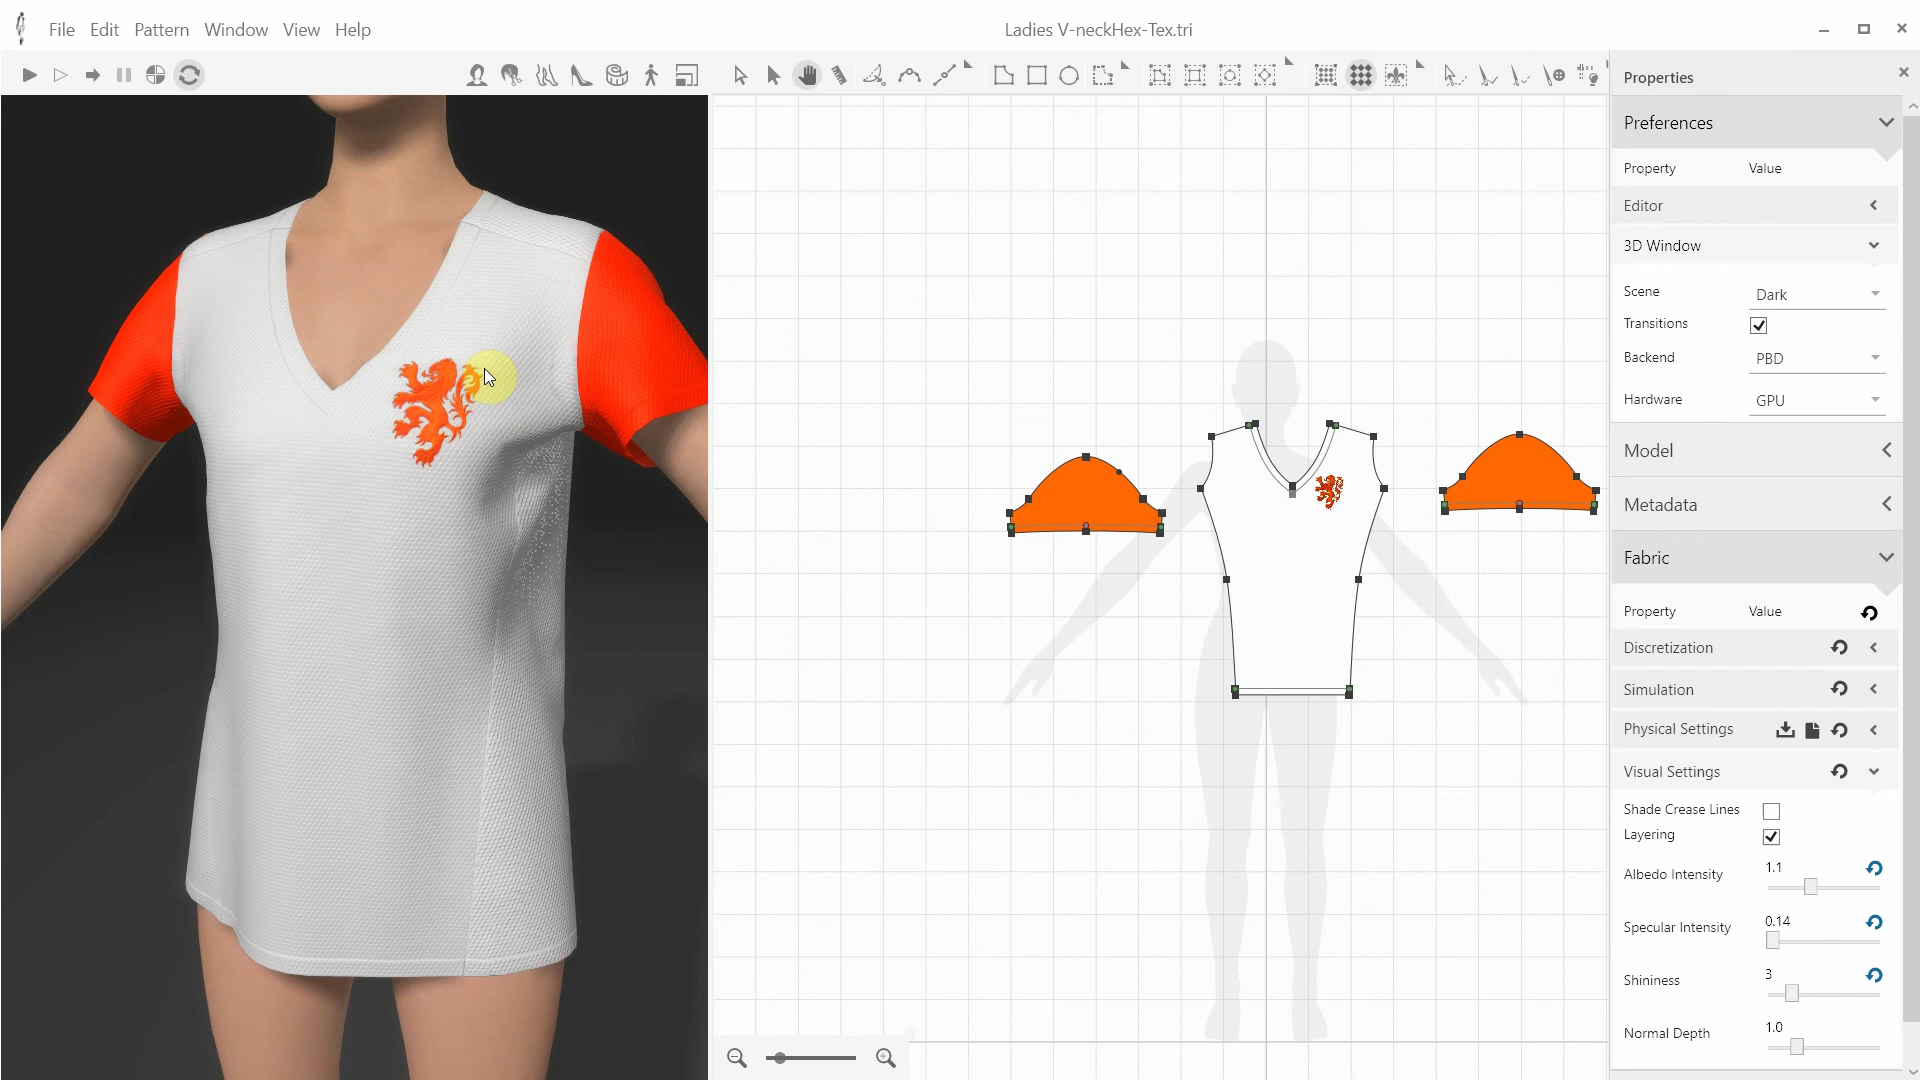 File Edit Pattern Window View Help
Ladies V-neckHex-Tex.tri
Properties
Preferences
Property Value
Editor
3D Window
Scene Dark
Transitions
Backend PBD
Hardware GPU
Model
Metadata
Fabric
Property Value
Discretization
Simulation
Physical Settings
Visual Settings
Shade Crease Lines
Layering
Albedo Intensity 1.1
Specular Intensity 0.14
Shininess 3
Normal Depth 1.0